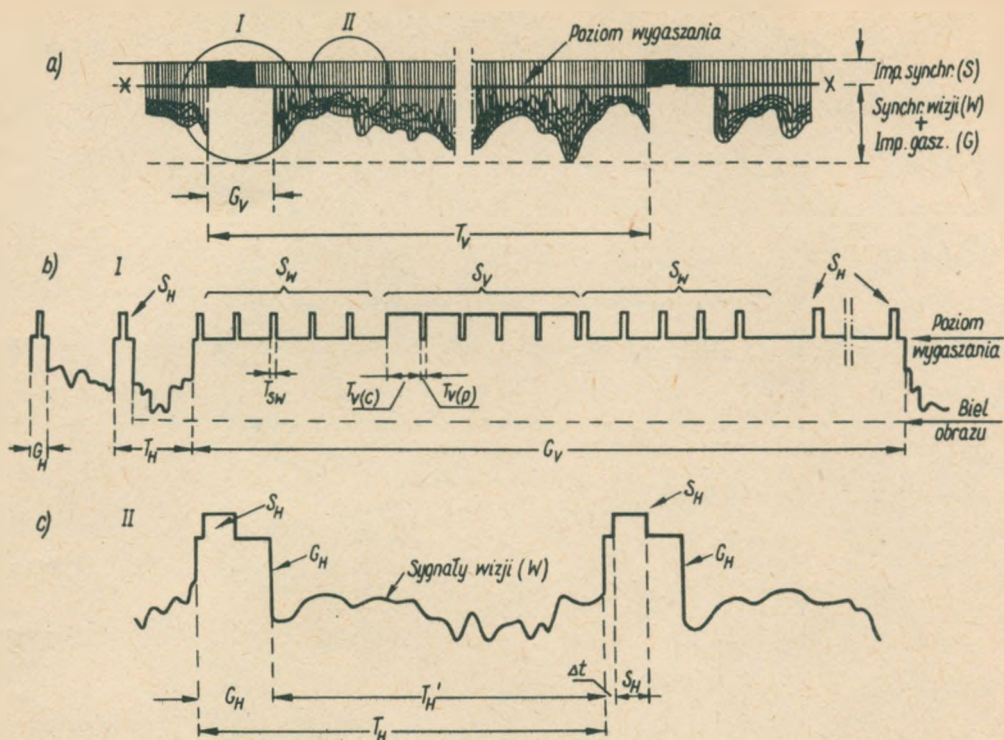 a)
I
II
Poziom wygaszania
Imp. synchr. (S)
Synchr. wizji (W)
+
Imp. gasz. (G)
G_V
T_V
b)
I
S_H
S_W
S_V
S_W
S_H
Poziom
wygaszania
T_SW
T_V(c)
T_V(p)
Biel
obrazu
G_H
T_H
G_V
c)
II
S_H
G_H
Sygnały wizji (W)
S_H
G_H
Δt
S_H
G_H
T_H'
T_H